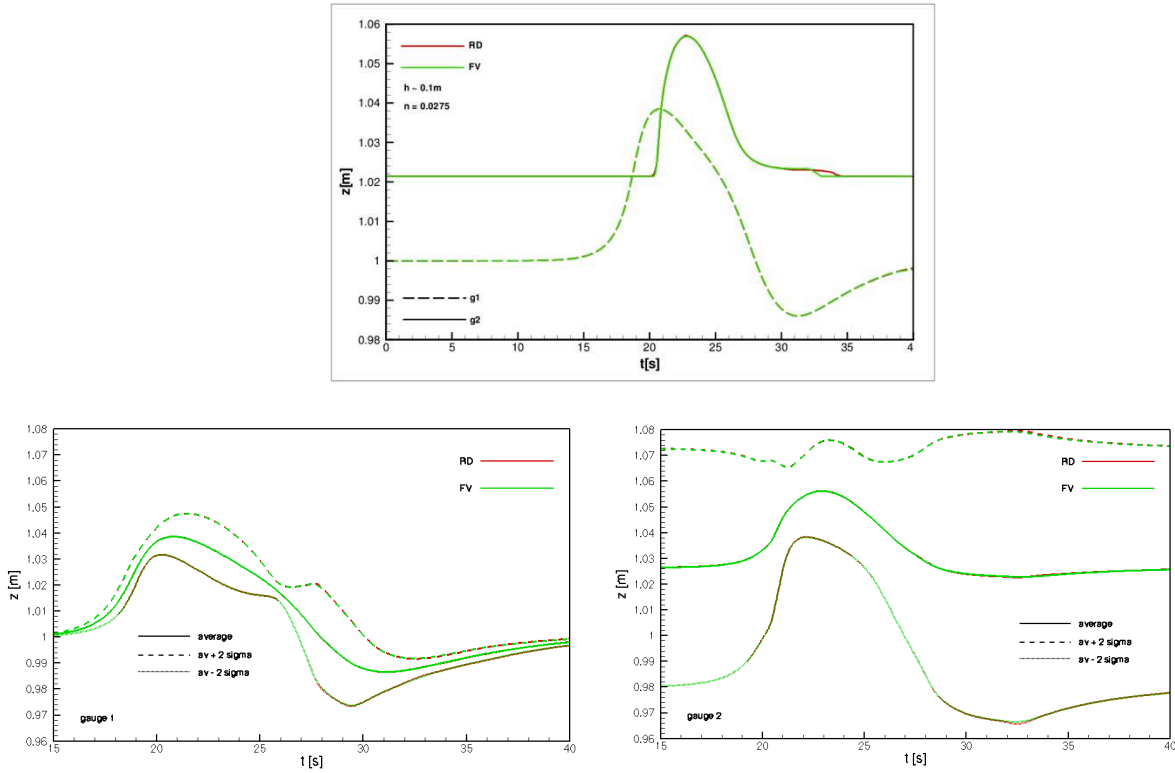 1.06
1.05
1.04
1.03
1.02
1.01
1
0.99
0.98
z[m]
RD
FV
h ~ 0.1m
n = 0.0275
g1
g2
0 5 10 15 20 25 30 35 4
t[s]
1.08
1.07
1.06
1.05
1.04
1.03
1.02
1.01
1
0.99
0.98
0.97
0.96
z [m]
RD
FV
average
av + 2 sigma
av - 2 sigma
gauge 1
15 20 25 30 35 40
t [s]
1.08
1.07
1.06
1.05
1.04
1.03
1.02
1.01
1
0.99
0.98
0.97
0.96
z [m]
RD
FV
average
av + 2 sigma
av - 2 sigma
gauge 2
15 20 25 30 35 40
t [s]